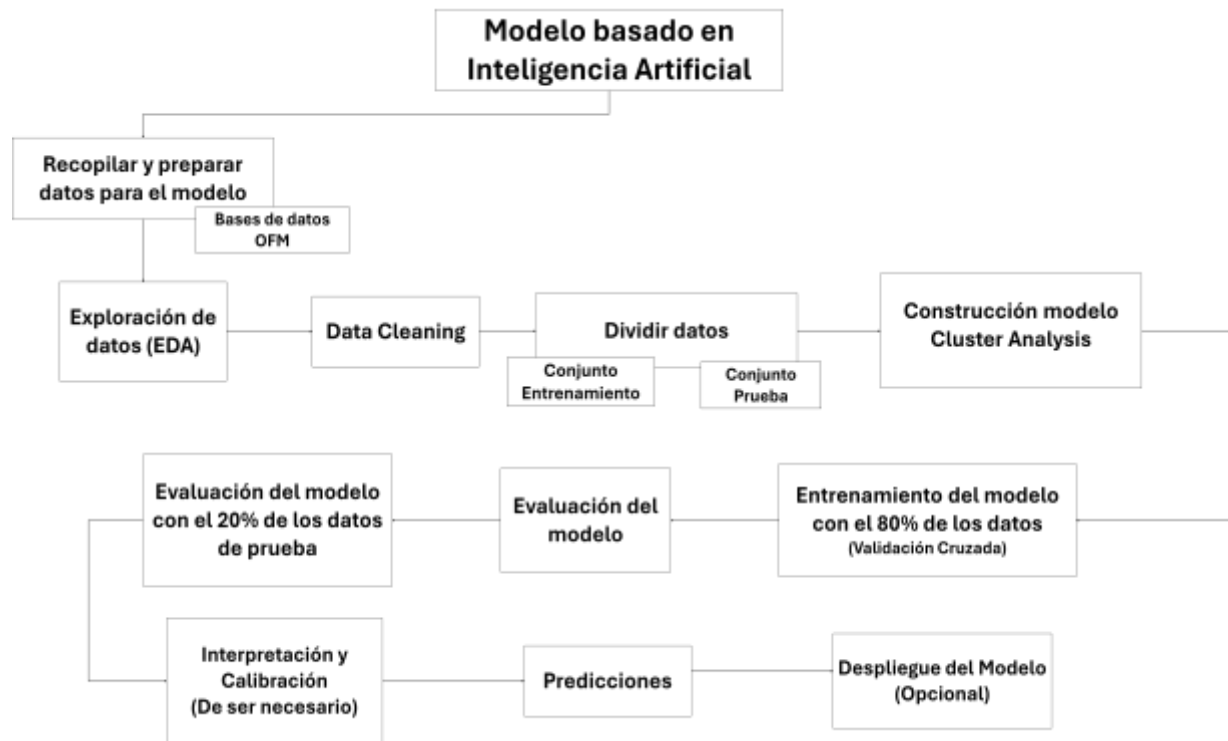 Modelo basado en
Inteligencia Artificial
Recopilar y preparar
datos para el modelo
Bases de datos
OFM
Exploración de
datos (EDA)
Data Cleaning
Dividir datos
Conjunto
Entrenamiento
Conjunto
Prueba
Construcción modelo
Cluster Analysis
Entrenamiento del modelo
con el 80% de los datos
(Validación Cruzada)
Evaluación del
modelo
Evaluación del modelo
con el 20% de los datos
de prueba
Interpretación y
Calibración
(De ser necesario)
Predicciones
Despliegue del Modelo
(Opcional)